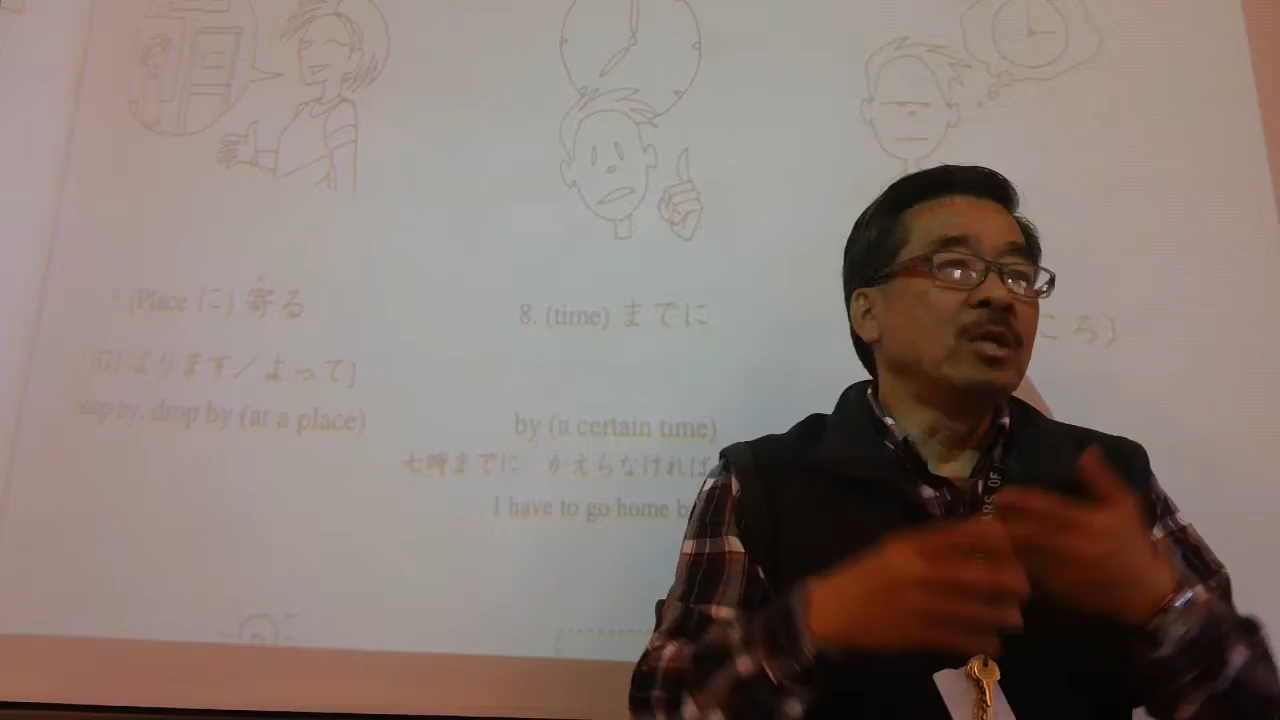 (Place に) 寄る
[G1 よります／よって]
stop by, drop by (at a place)
8. (time) までに
by (a certain time)
七時までに かえらなければ
I have to go home b
ころ)
ARS OF